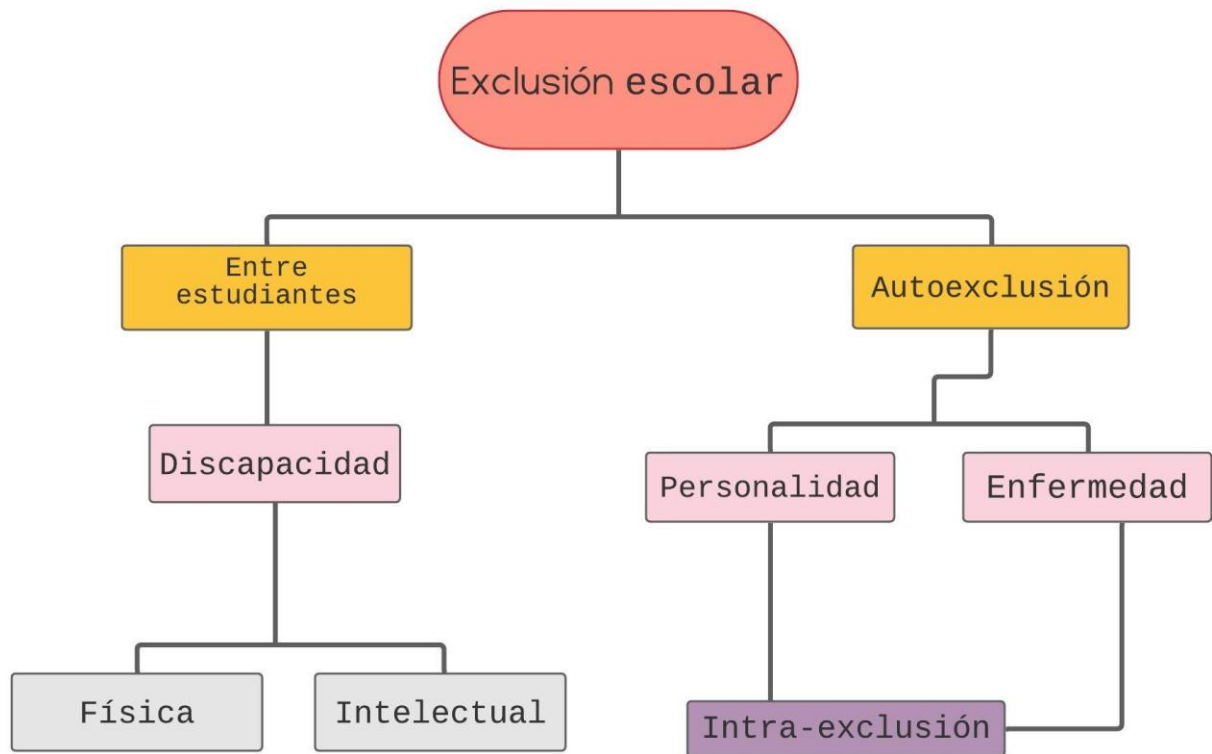 Exclusión escolar
Entre
estudiantes
Autoexclusión
Discapacidad
Personalidad
Enfermedad
Física
Intelectual
Intra-exclusión